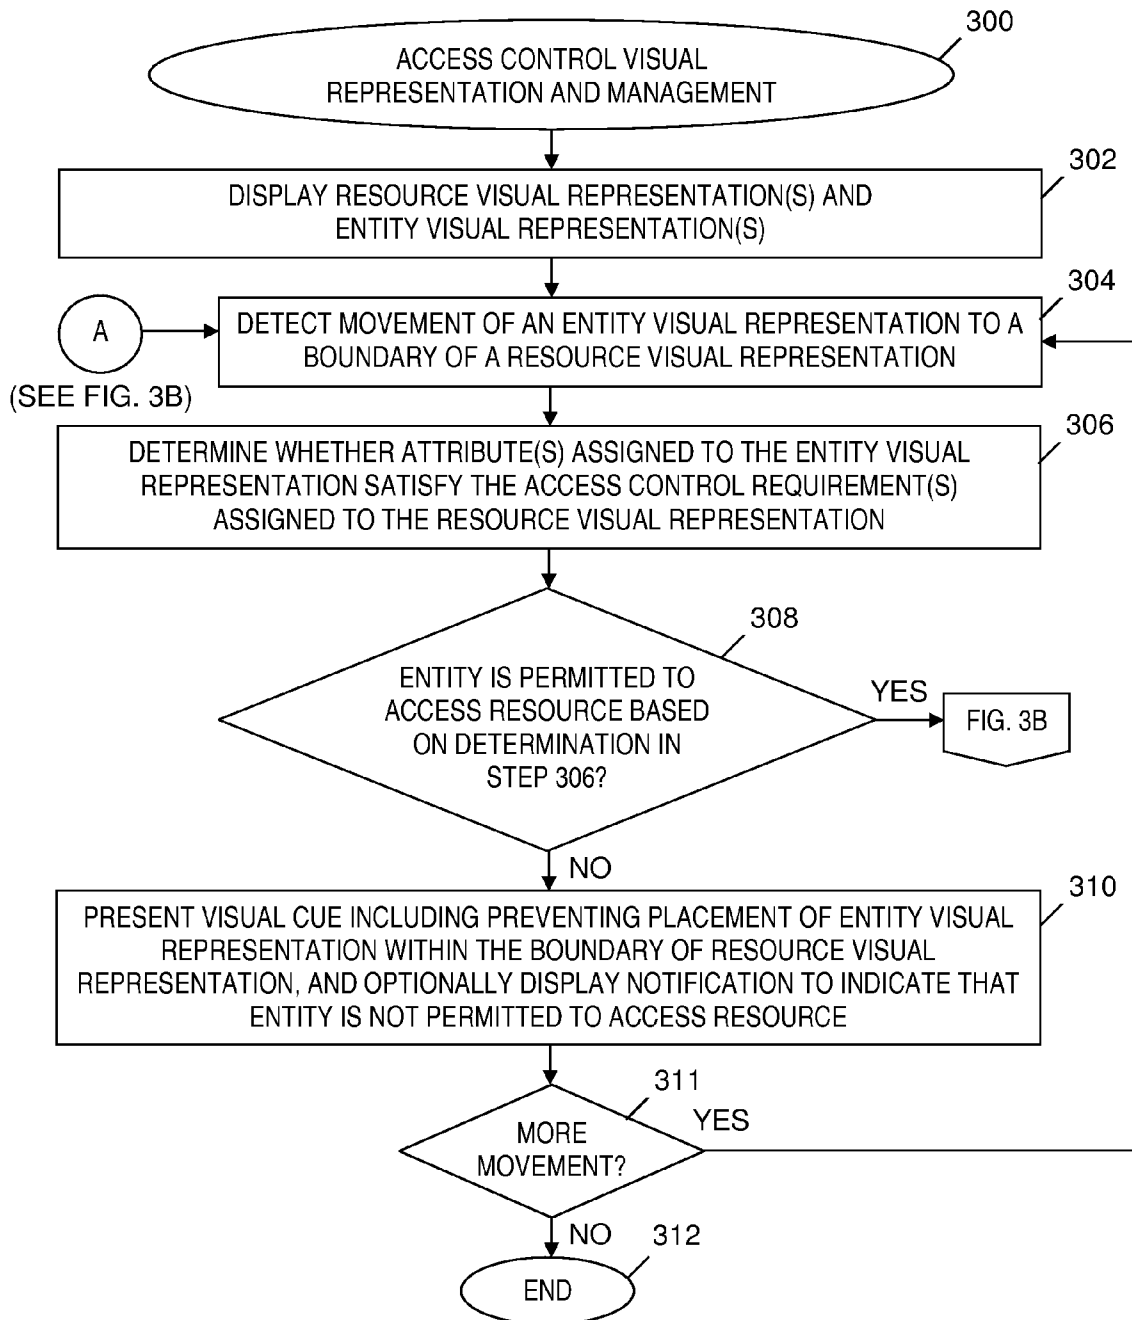 300
ACCESS CONTROL VISUAL
REPRESENTATION AND MANAGEMENT
302
DISPLAY RESOURCE VISUAL REPRESENTATION(S) AND
ENTITY VISUAL REPRESENTATION(S)
304
A
(SEE FIG. 3B)
DETECT MOVEMENT OF AN ENTITY VISUAL REPRESENTATION TO A
BOUNDARY OF A RESOURCE VISUAL REPRESENTATION
306
DETERMINE WHETHER ATTRIBUTE(S) ASSIGNED TO THE ENTITY VISUAL
REPRESENTATION SATISFY THE ACCESS CONTROL REQUIREMENT(S)
ASSIGNED TO THE RESOURCE VISUAL REPRESENTATION
308
ENTITY IS PERMITTED TO
ACCESS RESOURCE BASED
ON DETERMINATION IN
STEP 306?
YES
FIG. 3B
NO
310
PRESENT VISUAL CUE INCLUDING PREVENTING PLACEMENT OF ENTITY VISUAL
REPRESENTATION WITHIN THE BOUNDARY OF RESOURCE VISUAL
REPRESENTATION, AND OPTIONALLY DISPLAY NOTIFICATION TO INDICATE THAT
ENTITY IS NOT PERMITTED TO ACCESS RESOURCE
311
MORE
MOVEMENT?
YES
NO
312
END